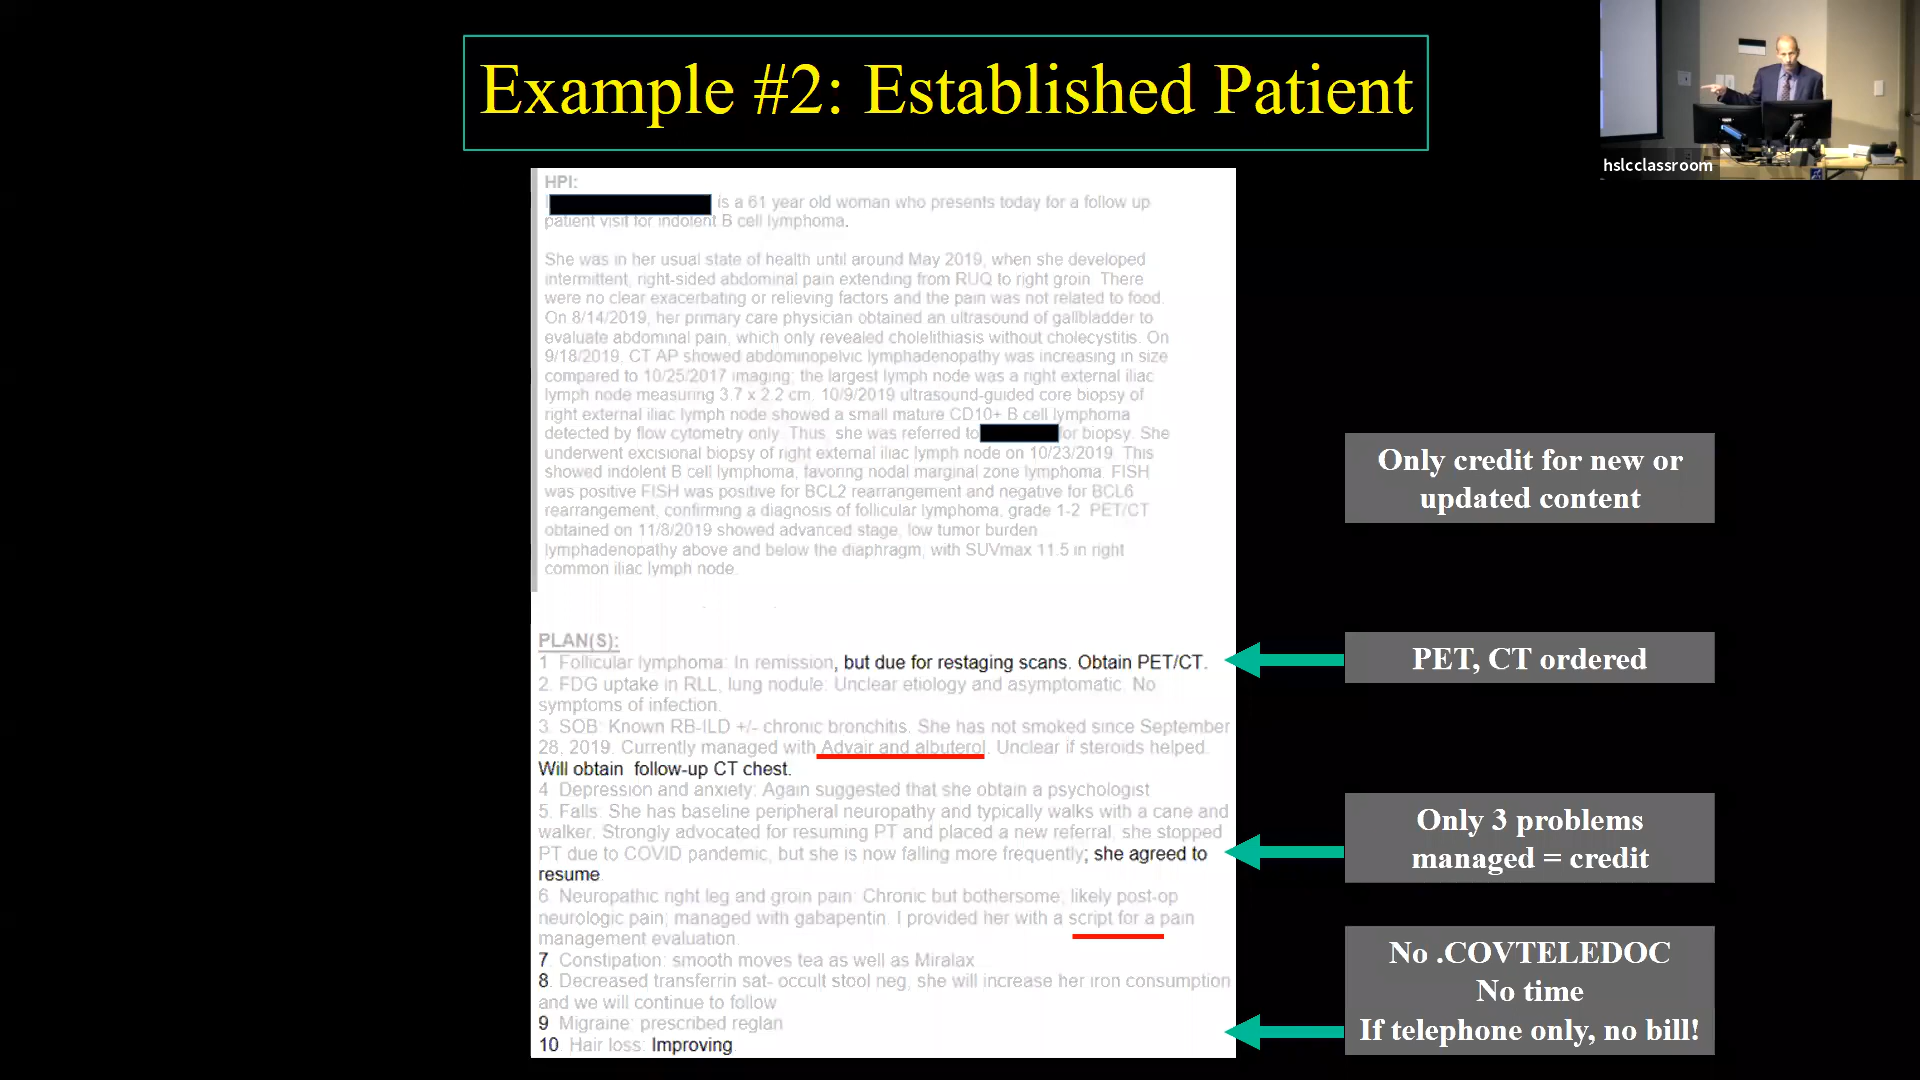 Example #2: Established Patient
hslcclassroom
HPI:
is a 61 year old woman who presents today for a follow up
patient visit for indolent B cell lymphoma.
She was in her usual state of health until around May 2019, when she developed
intermittent, right-sided abdominal pain extending from RUQ to right groin. There
were no clear exacerbating or relieving factors and the pain was not related to food.
On 8/14/2019, her primary care physician obtained an ultrasound of gallbladder to
evaluate abdominal pain, which only revealed cholelithiasis without cholecystitis. On
9/18/2019, CT AP showed abdominopelvic lymphadenopathy was increasing in size
compared to 10/25/2017 imaging; the largest lymph node was a right external iliac
lymph node measuring 3.7 x 2.2 cm. 10/9/2019 ultrasound-guided core biopsy of
right external iliac lymph node showed a small mature CD10+ B cell lymphoma
detected by flow cytometry only. Thus, she was referred to or biopsy. She
underwent excisional biopsy of right external iliac lymph node on 10/23/2019. This
showed indolent B cell lymphoma, favoring nodal marginal zone lymphoma. FISH
was positive FISH was positive for BCL2 rearrangement and negative for BCL6
rearrangement, confirming a diagnosis of follicular lymphoma, grade 1-2. PET/CT
obtained on 11/8/2019 showed advanced stage, low tumor burden
lymphadenopathy above and below the diaphragm, with SUVmax 11.5 in right
common iliac lymph node.
Only credit for new or
updated content
PLAN(S):
1 Follicular lymphoma: In remission, but due for restaging scans. Obtain PET/CT.
2. FDG uptake in RLL, lung nodule: Unclear etiology and asymptomatic. No
symptoms of infection.
3. SOB: Known RB-ILD +/- chronic bronchitis. She has not smoked since September
28, 2019. Currently managed with Advair and albuterol. Unclear if steroids helped.
Will obtain follow-up CT chest.
4 Depression and anxiety: Again suggested that she obtain a psychologist
5. Falls: She has baseline peripheral neuropathy and typically walks with a cane and
walker. Strongly advocated for resuming PT and placed a new referral, she stopped
PT due to COVID pandemic, but she is now falling more frequently; she agreed to
resume
6 Neuropathic right leg and groin pain: Chronic but bothersome; likely post-op
neurologic pain; managed with gabapentin. I provided her with a script for a pain
management evaluation.
7. Constipation: smooth moves tea as well as Miralax
8. Decreased transferrin sat- occult stool neg, she will increase her iron consumption
and we will continue to follow
9 Migraine: prescribed reglan
10. Hair loss: Improving
PET, CT ordered
Only 3 problems
managed = credit
No .COVTELEDOC
No time
If telephone only, no bill!